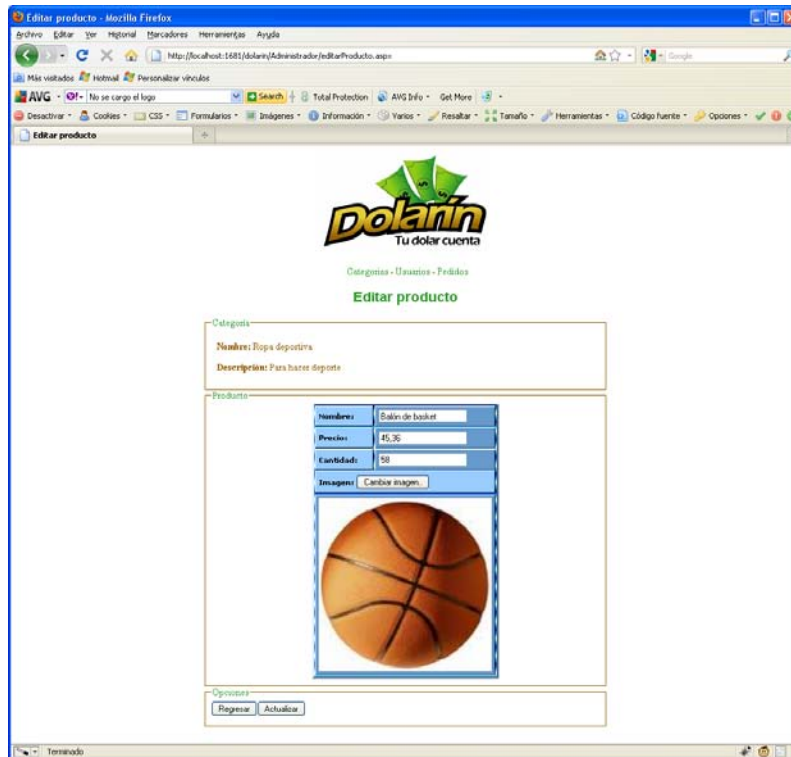 Editar producto - Mozilla Firefox
Archivo Editar Ver Historial Marcadores Herramientas Ayuda
http://localhost:1681/dolarin/Administrador/editarProducto.aspx
Google
Más visitados Hotmail Personalizar vínculos
AVG No se cargo el logo Search Total Protection AVG Info Get More
Desactivar Cookies CSS Formularios Imágenes Información Varios Resaltar Tamaño Herramientas Código fuente Opciones
Editar producto
Dolarín
Tu dolar cuenta
Categorias - Usuarios - Pedidos
Editar producto
Categoría
Nombre: Ropa deportiva
Descripción: Para hacer deporte
Producto
Nombre: Balón de basket
Precio: 45,36
Cantidad: 58
Imagen: Cambiar imagen..
Opciones
Regresar Actualizar
Terminado